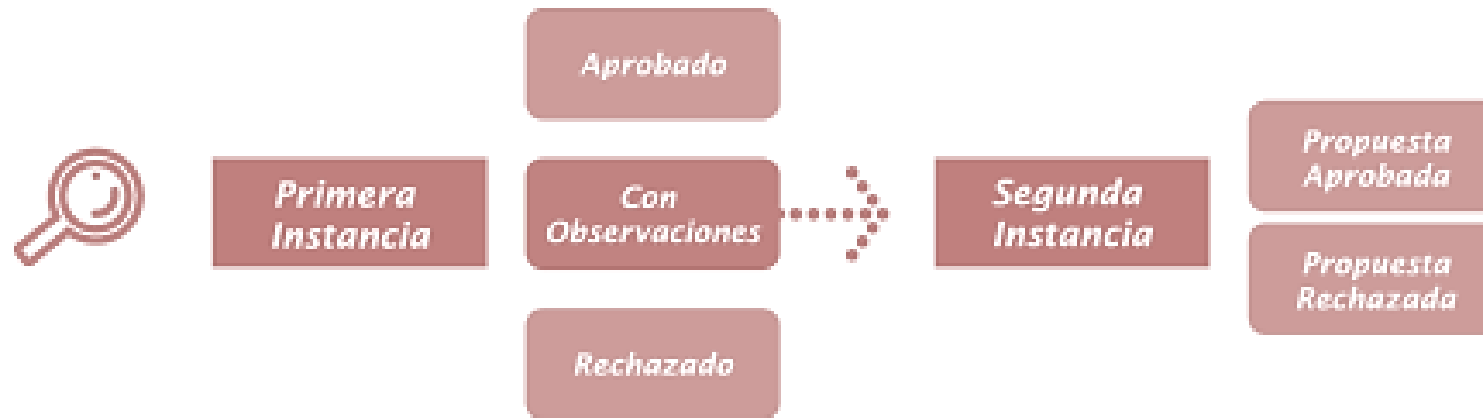 Primera
Instancia
Aprobado
Con
Observaciones
Rechazado
Segunda
Instancia
Propuesta
Aprobada
Propuesta
Rechazada